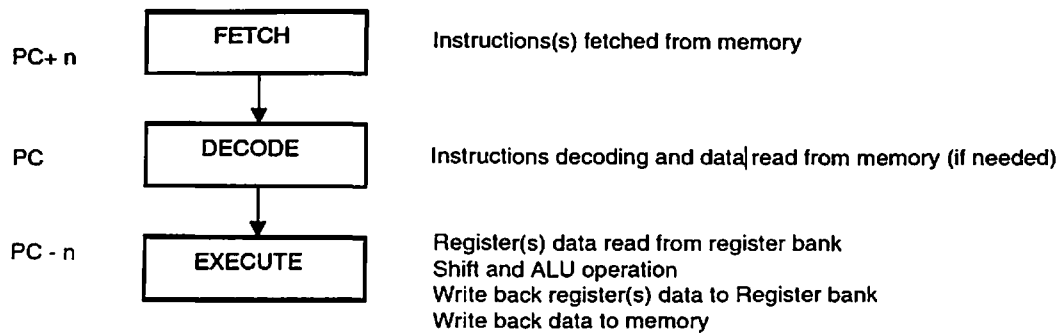 PC+ n
FETCH
Instructions(s) fetched from memory
PC
DECODE
Instructions decoding and data read from memory (if needed)
PC - n
EXECUTE
Register(s) data read from register bank
Shift and ALU operation
Write back register(s) data to Register bank
Write back data to memory